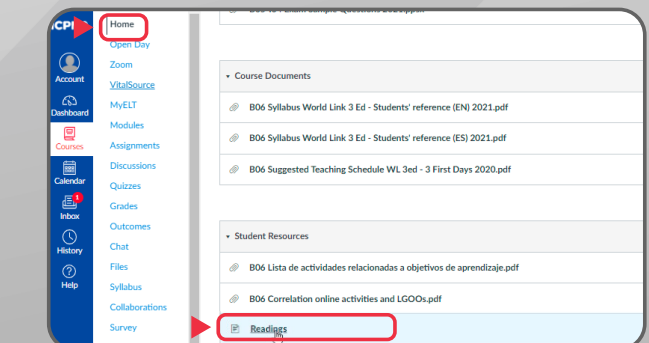 Home
Open Day
Zoom
VitalSource
MyELT
Modules
Assignments
Discussions
Quizzes
Grades
Outcomes
Chat
Files
Syllabus
Collaborations
Survey
Account
Dashboard
Courses
Calendar
1
Inbox
History
Help
Course Documents
B06 Syllabus World Link 3 Ed - Students' reference (EN) 2021.pdf
B06 Syllabus World Link 3 Ed - Students' reference (ES) 2021.pdf
B06 Suggested Teaching Schedule WL 3ed - 3 First Days 2020.pdf
Student Resources
B06 Lista de actividades relacionadas a objetivos de aprendizaje.pdf
B06 Correlation online activities and LGOOs.pdf
Readings